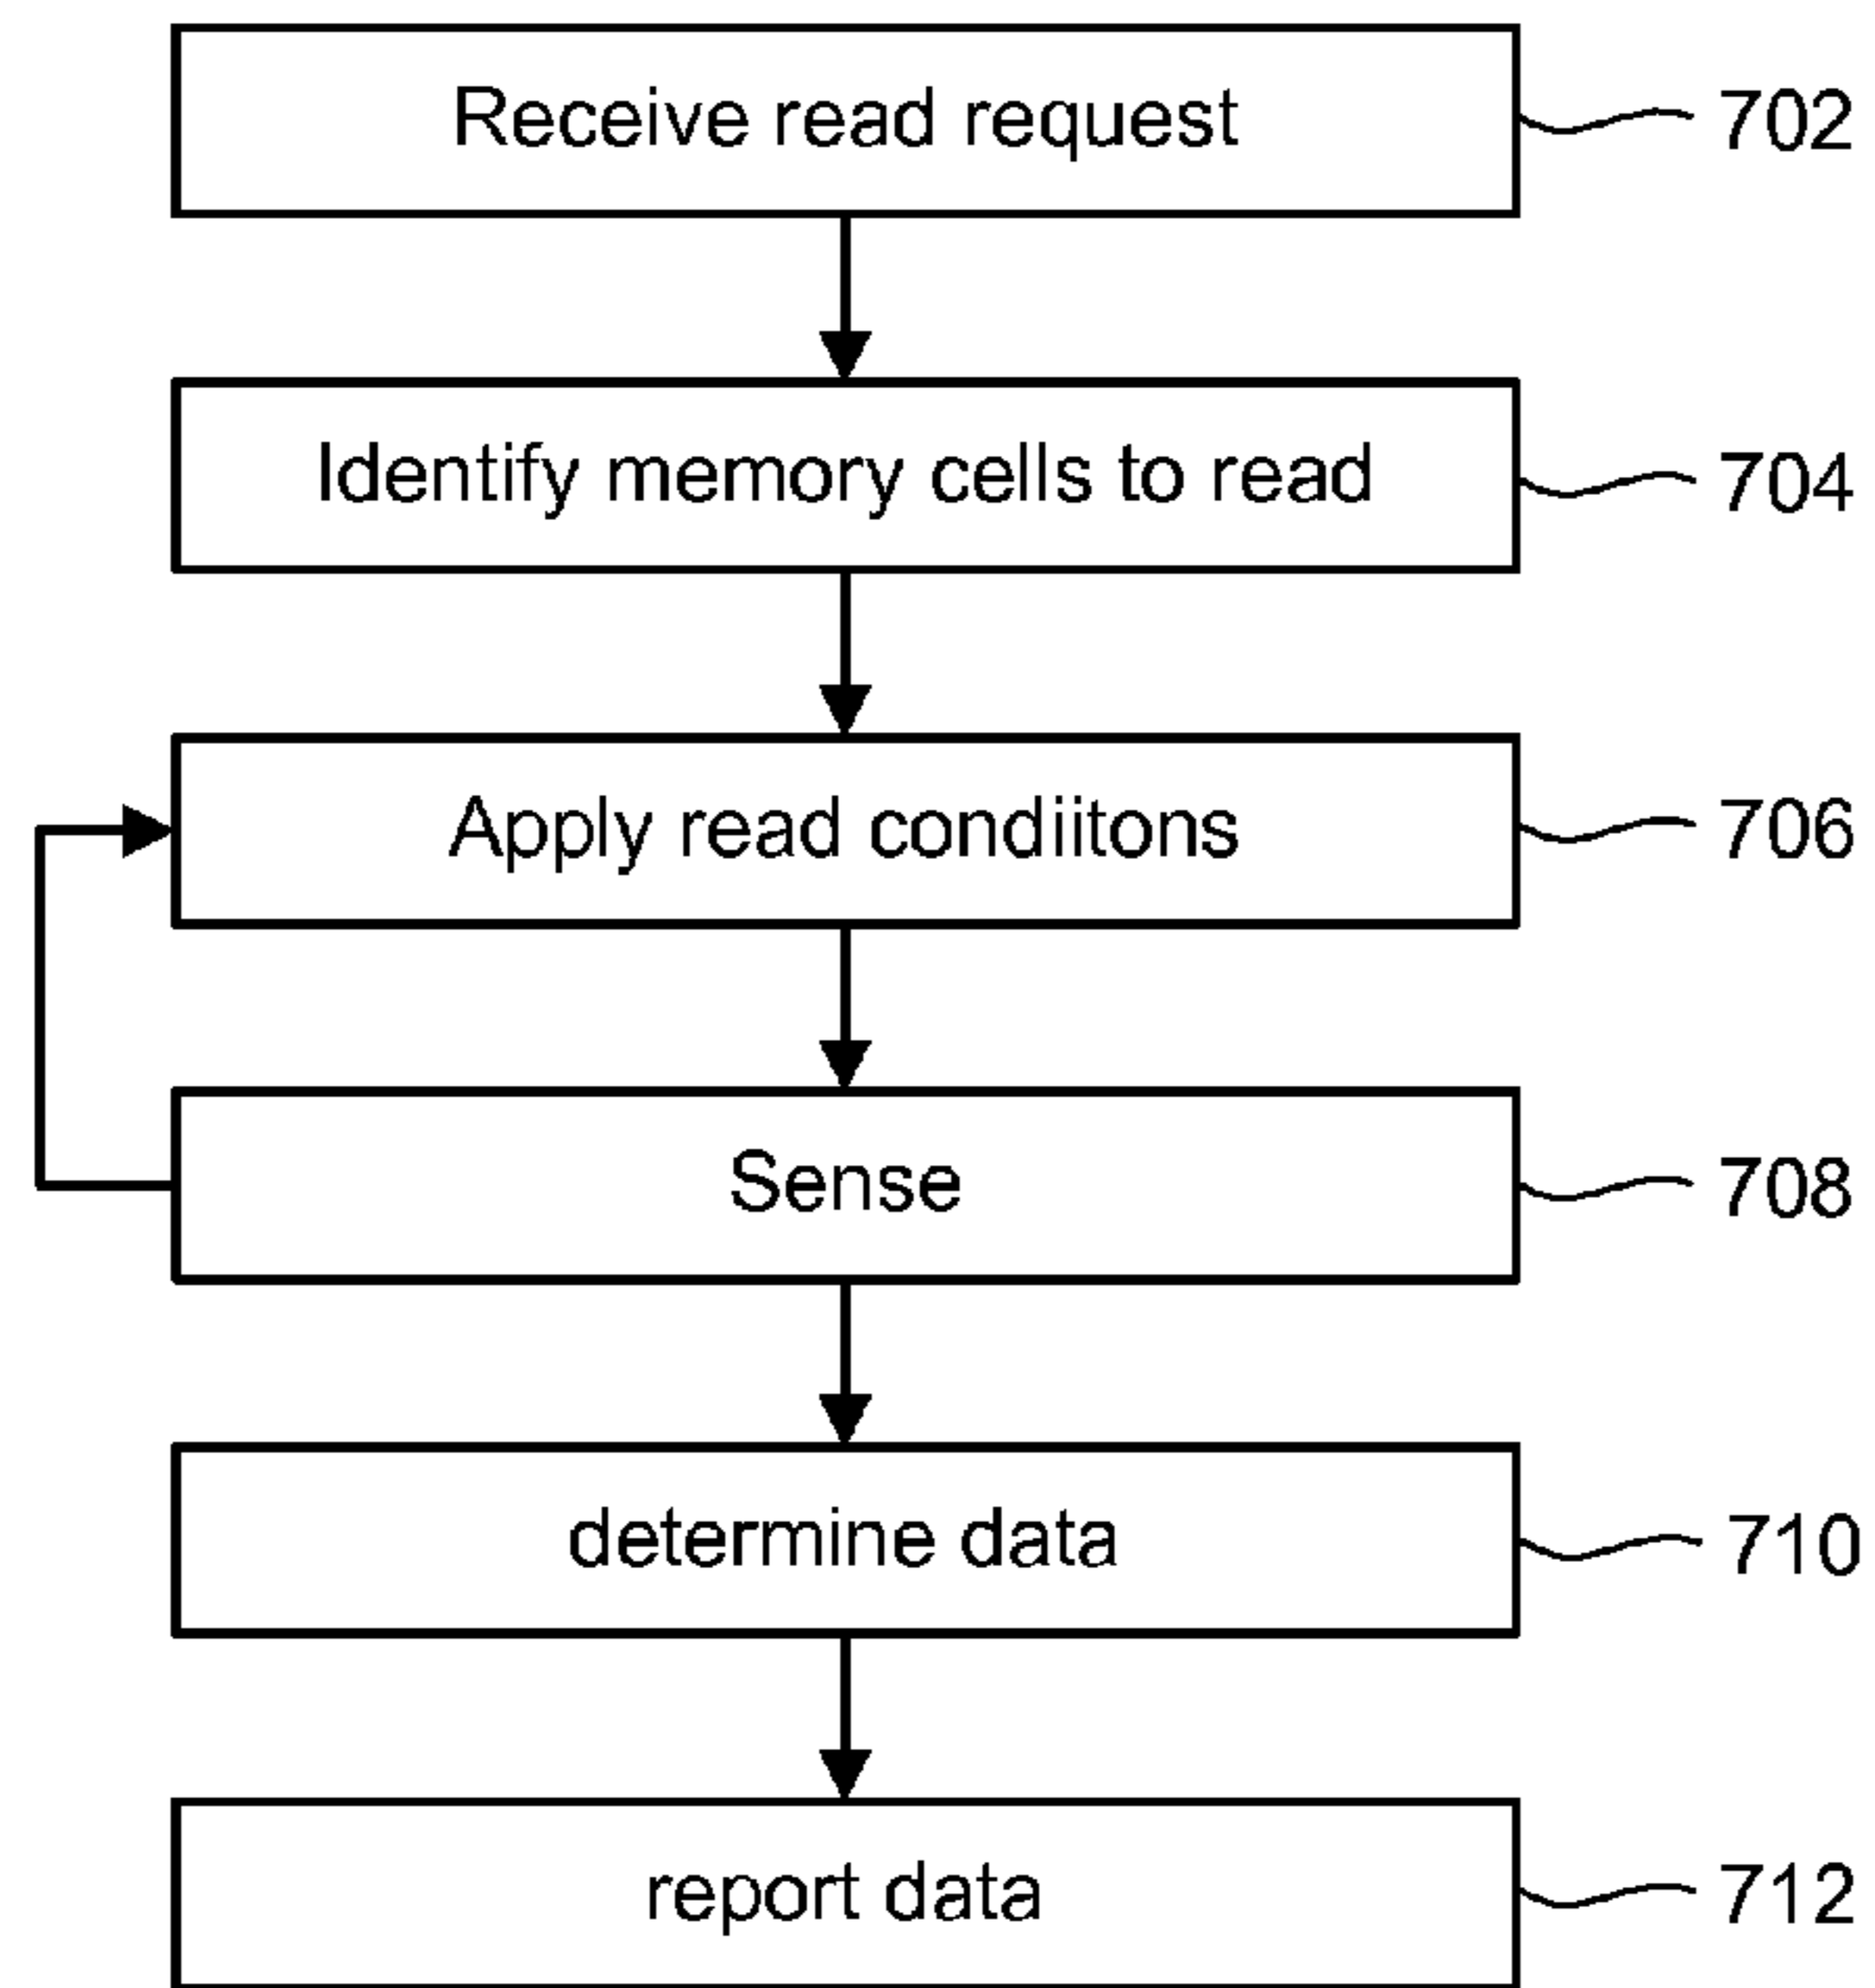 Receive read request 702
Identify memory cells to read 704
Apply read condiitons 706
Sense 708
determine data 710
report data 712